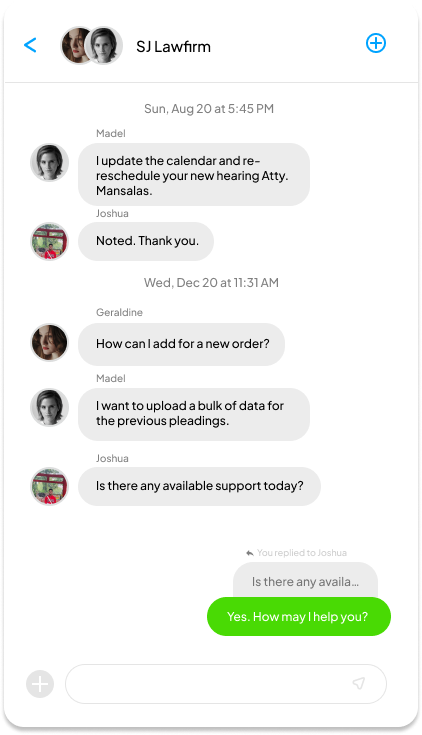 SJ Lawfirm
Sun, Aug 20 at 5:45 PM
Madel
I update the calendar and re-
reschedule your new hearing Atty.
Mansalas.
Joshua
Noted. Thank you.
Wed, Dec 20 at 11:31 AM
Geraldine
How can I add for a new order?
Madel
I want to upload a bulk of data for
the previous pleadings.
Joshua
Is there any available support today?
You replied to Joshua
Is there any availa...
Yes. How may I help you?